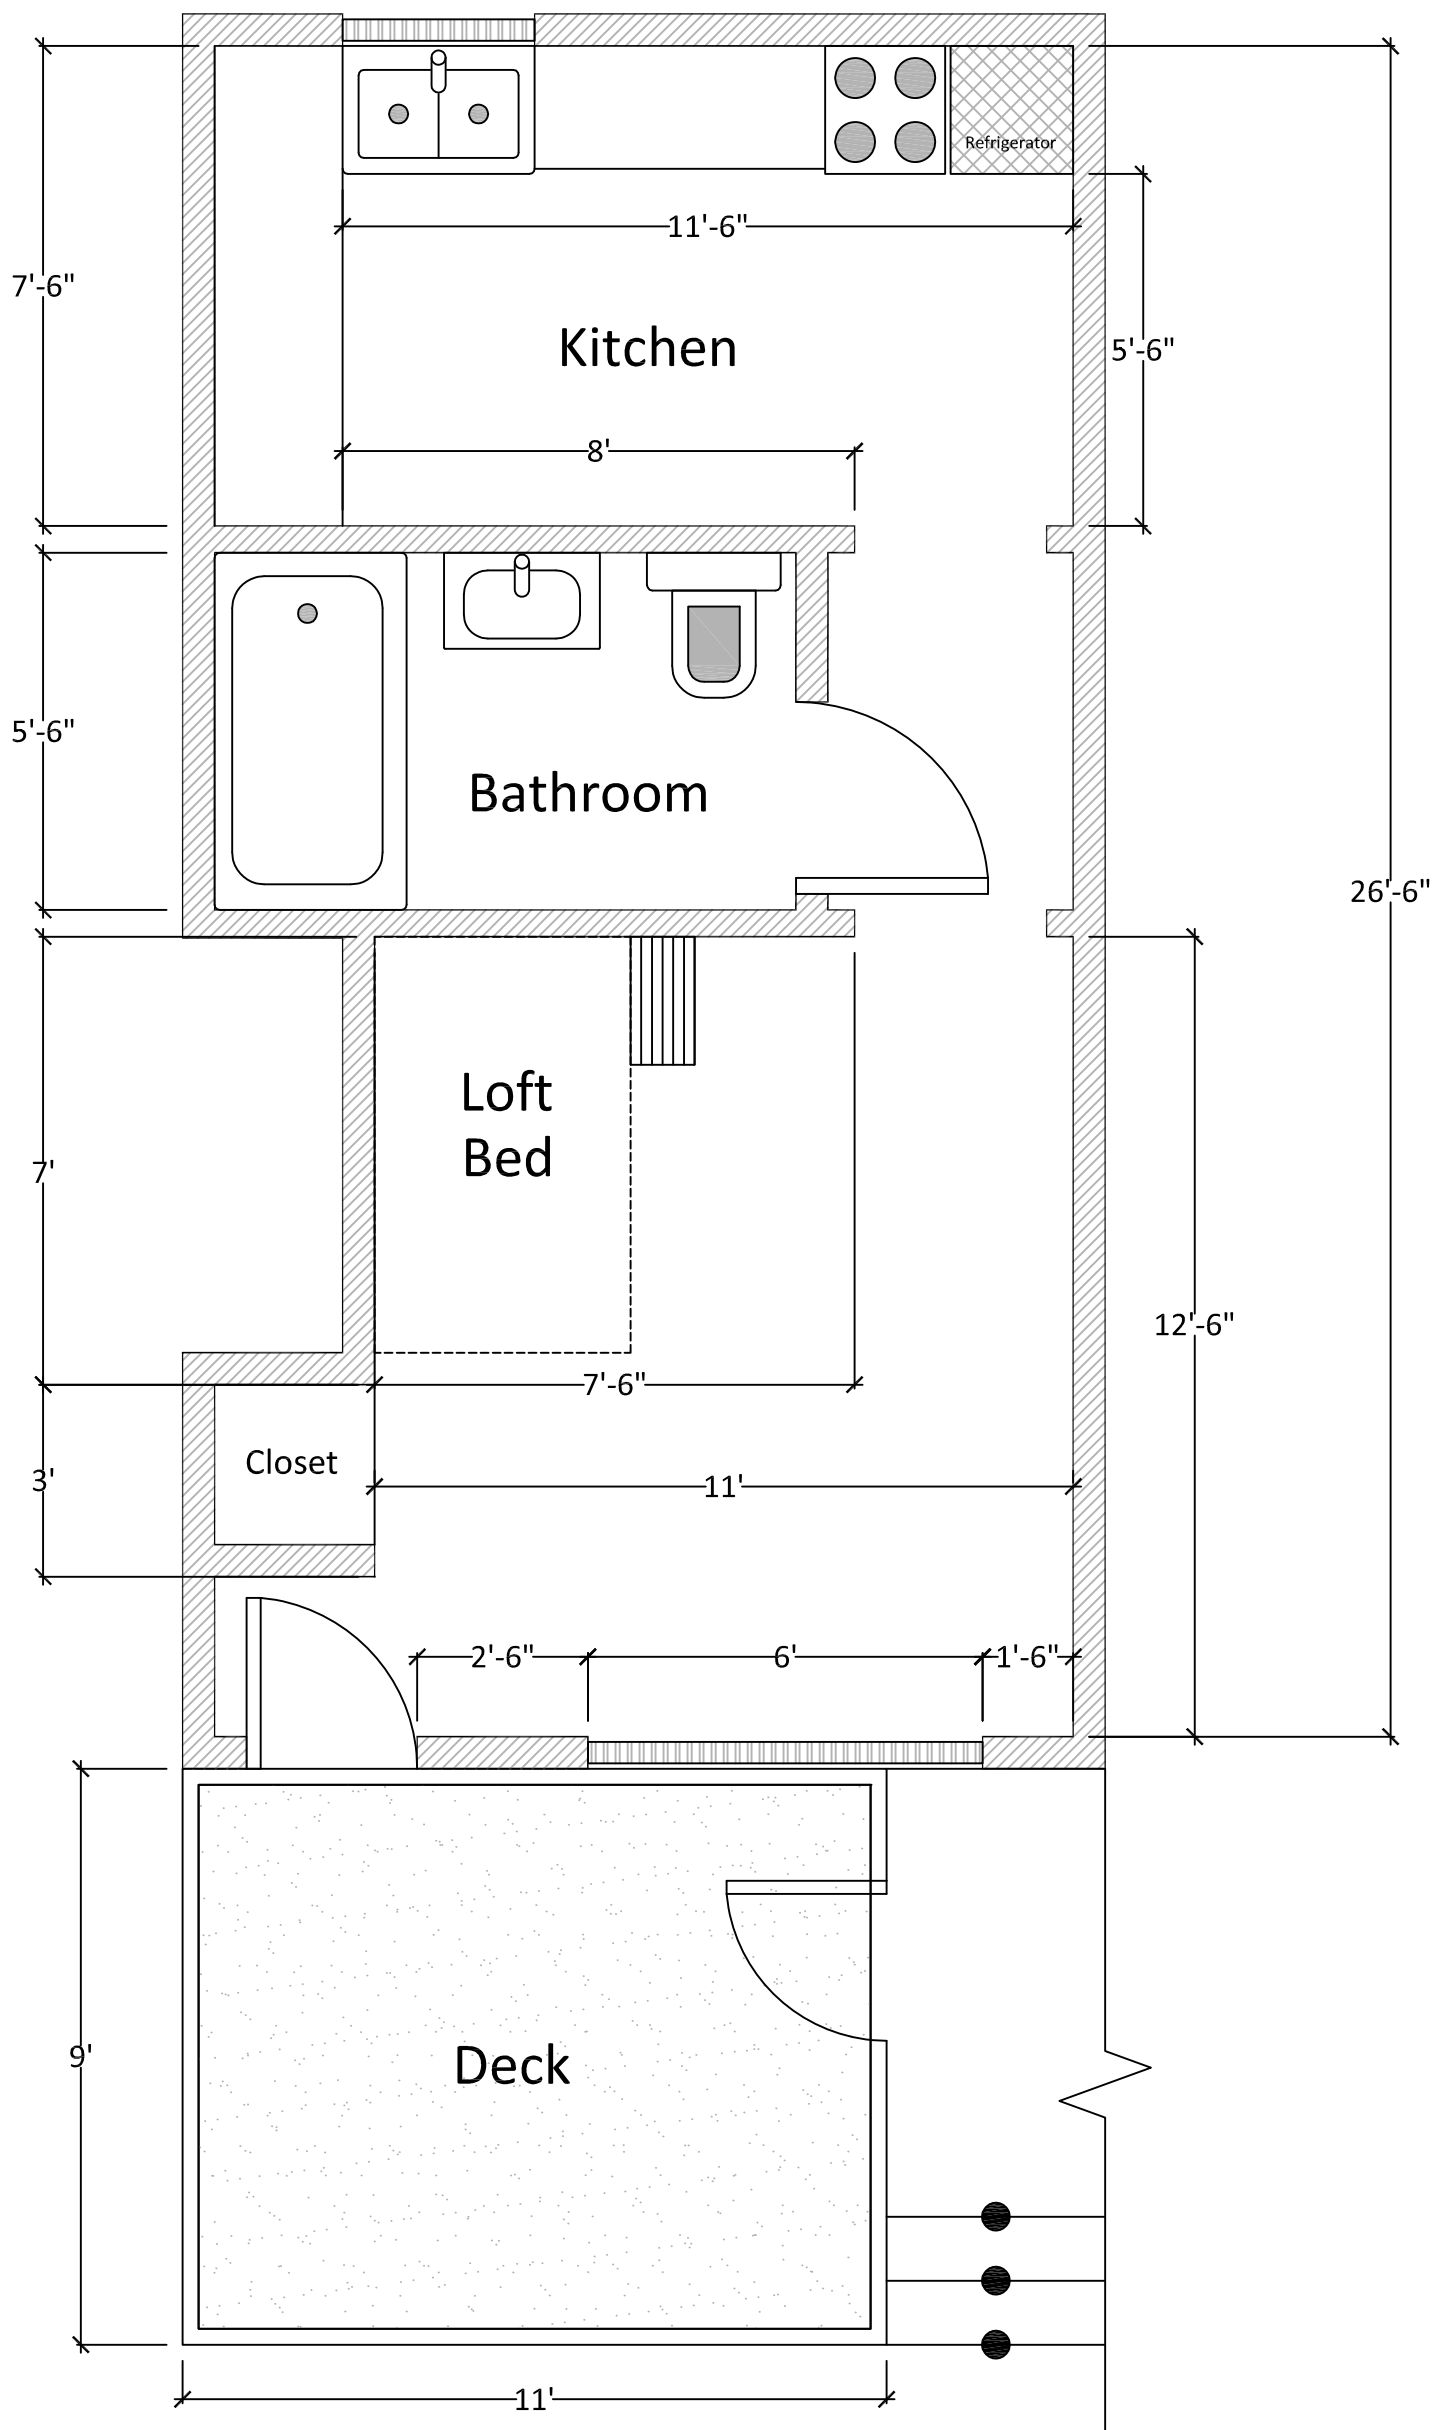 Refrigerator
11'-6"
7'-6"
Kitchen
5'-6"
8'
5'-6"
Bathroom
26'-6"
Loft
Bed
7'
12'-6"
7'-6"
Closet
3'
11'
2'-6"
6'
1'-6"
9'
Deck
11'